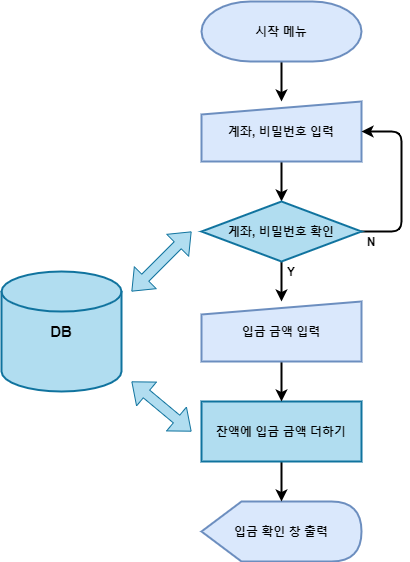 시작 메뉴
계좌, 비밀번호 입력
계좌, 비밀번호 확인
N
Y
입금 금액 입력
DB
잔액에 입금 금액 더하기
입금 확인 창 출력